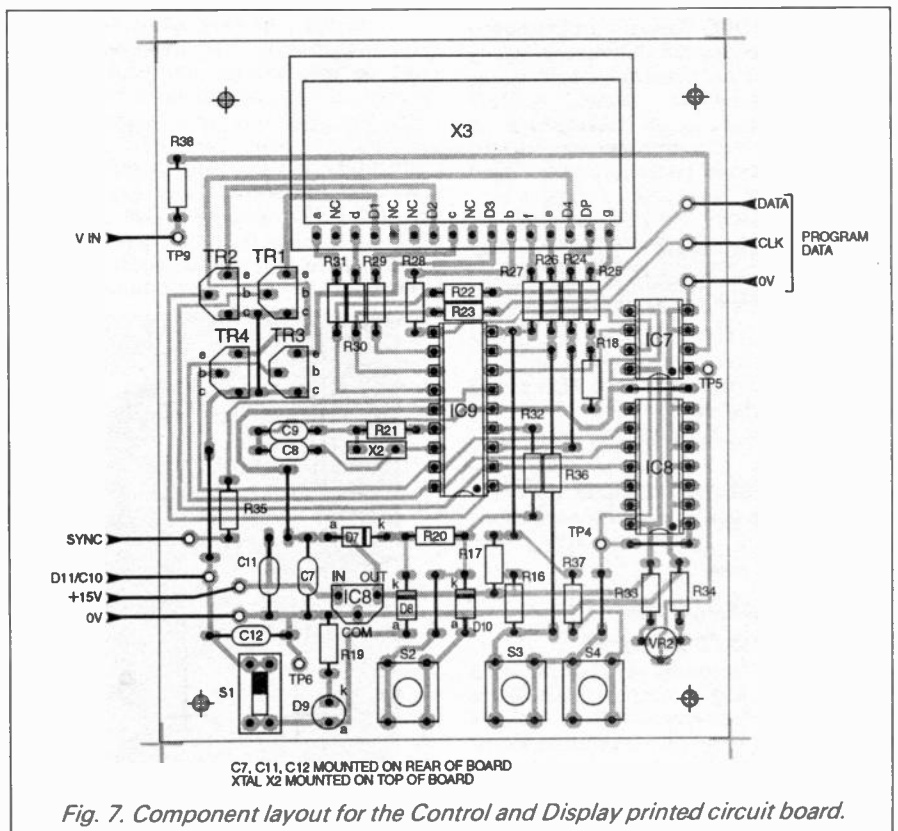 X3
R38
a NC d D1 NC NC D2 c NC D3 b f e D4 DP g
DATA
CLK
0V
PROGRAM
DATA
V IN
TP9
TR2 TR1
e e
b b
c c
TR4 TR3
e e
b b
c c
R31 R29 R28 R27 R26 R24 R25
R22
R23
R30
R18
IC7
TP5
IC9
IC8
C9 R21
C8 X2
R32
R36
R35
SYNC
TP4
D11/C10
+15V
0V
C11 C7
a D7 k
R20
R17
R16
R37
R33 R34
IN OUT
IC8
COM
k D8 a
k D10 a
C12
TP6
R19
VR2
S1
D9
k
a
S2
S3
S4
C7, C11, C12 MOUNTED ON REAR OF BOARD
XTAL X2 MOUNTED ON TOP OF BOARD
Fig. 7. Component layout for the Control and Display printed circuit board.